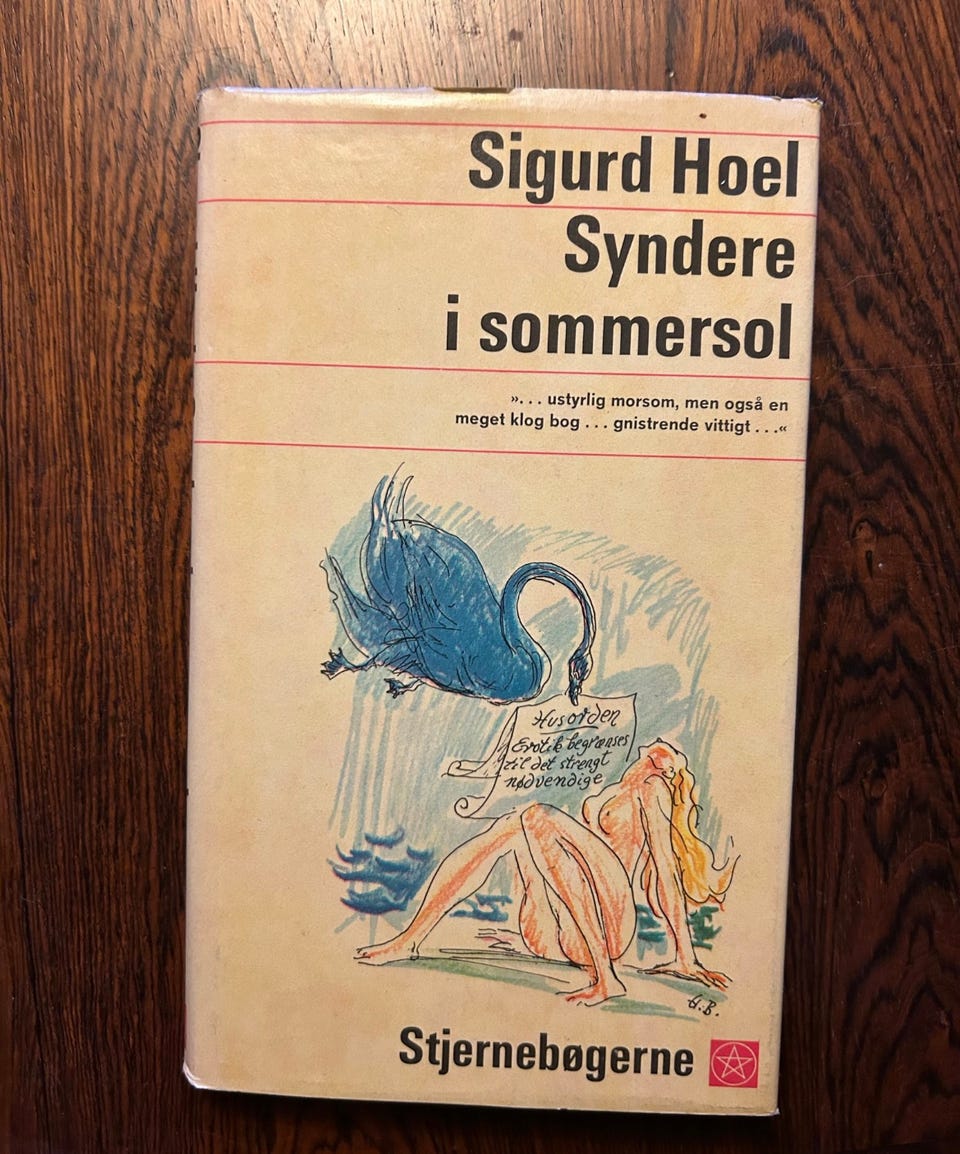 Sigurd Hoel
Syndere
i sommersol
»... ustyrlig morsom, men også en
meget klog bog ... gnistrende vittigt ...«
Husorden
Erotik begrænses
til det strengt
nødvendige
H.B.
Stjernebøgerne